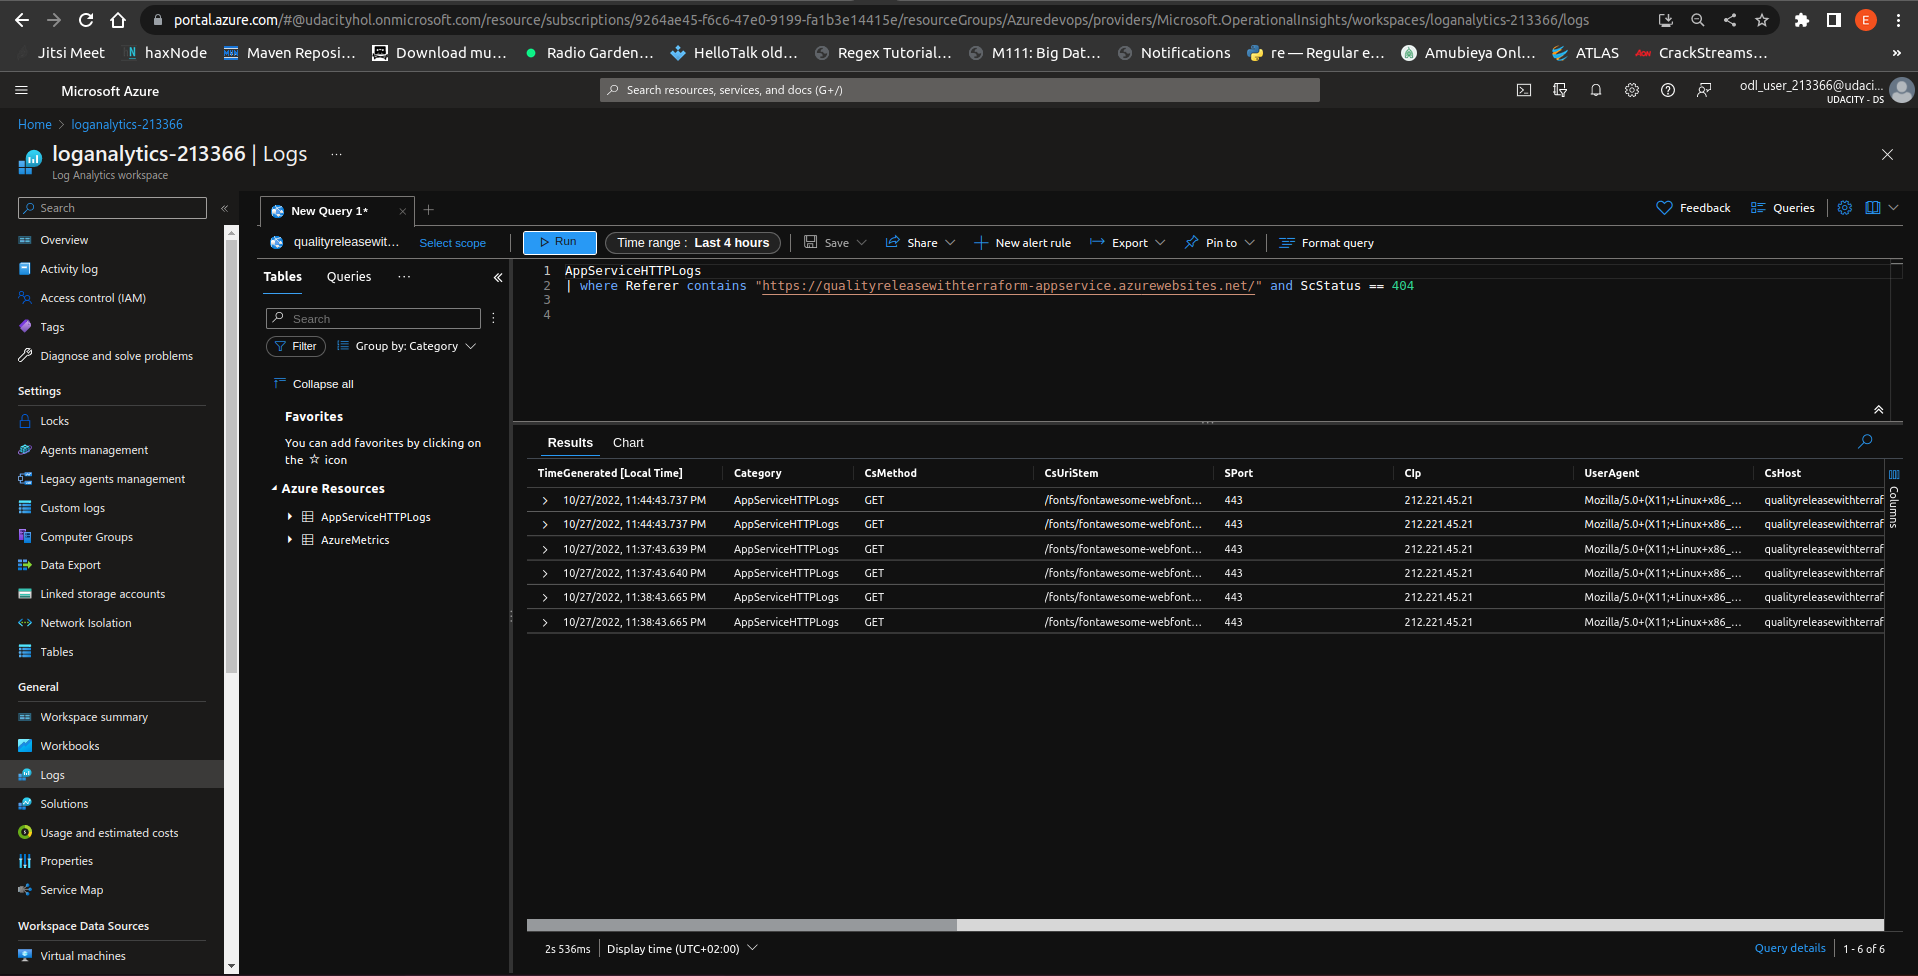 portal.azure.com/#@udacityhol.onmicrosoft.com/resource/subscriptions/9264ae45-f6c6-47e0-9199-fa1b3e14415e/resourceGroups/Azuredevops/providers/Microsoft.OperationalInsights/workspaces/loganalytics-213366/logs
E
Jitsi Meet haxNode Maven Reposi... Download mu... Radio Garden... HelloTalk old... Regex Tutorial... M111: Big Dat... Notifications re — Regular e... Amubieya Onl... ATLAS CrackStreams... »
Microsoft Azure
Search resources, services, and docs (G+/)
odl_user_213366@udaci...
UDACITY - DS
Home > loganalytics-213366
loganalytics-213366 | Logs ...
Log Analytics workspace
Search
«
Overview
Activity log
Access control (IAM)
Tags
Diagnose and solve problems
Settings
Locks
Agents management
Legacy agents management
Custom logs
Computer Groups
Data Export
Linked storage accounts
Network Isolation
Tables
General
Workspace summary
Workbooks
Logs
Solutions
Usage and estimated costs
Properties
Service Map
Workspace Data Sources
Virtual machines
New Query 1*
Feedback Queries
qualityreleasewit... Select scope Run Time range : Last 4 hours Save Share New alert rule Export Pin to Format query
Tables Queries ... «
Search
Filter Group by: Category
Collapse all
Favorites
You can add favorites by clicking on
the ☆ icon
Azure Resources
AppServiceHTTPLogs
AzureMetrics
1 AppServiceHTTPLogs
2 | where Referer contains "https://qualityreleasewithterraform-appservice.azurewebsites.net/" and ScStatus == 404
3
4
Results Chart
TimeGenerated [Local Time] Category CsMethod CsUriStem SPort CIp UserAgent CsHost
10/27/2022, 11:44:43.737 PM AppServiceHTTPLogs GET /fonts/fontawesome-webfont... 443 212.221.45.21 Mozilla/5.0+(X11;+Linux+x86_... qualityreleasewithterraf
10/27/2022, 11:44:43.737 PM AppServiceHTTPLogs GET /fonts/fontawesome-webfont... 443 212.221.45.21 Mozilla/5.0+(X11;+Linux+x86_... qualityreleasewithterraf
10/27/2022, 11:37:43.639 PM AppServiceHTTPLogs GET /fonts/fontawesome-webfont... 443 212.221.45.21 Mozilla/5.0+(X11;+Linux+x86_... qualityreleasewithterraf
10/27/2022, 11:37:43.640 PM AppServiceHTTPLogs GET /fonts/fontawesome-webfont... 443 212.221.45.21 Mozilla/5.0+(X11;+Linux+x86_... qualityreleasewithterraf
10/27/2022, 11:38:43.665 PM AppServiceHTTPLogs GET /fonts/fontawesome-webfont... 443 212.221.45.21 Mozilla/5.0+(X11;+Linux+x86_... qualityreleasewithterraf
10/27/2022, 11:38:43.665 PM AppServiceHTTPLogs GET /fonts/fontawesome-webfont... 443 212.221.45.21 Mozilla/5.0+(X11;+Linux+x86_... qualityreleasewithterraf
Columns
2s 536ms Display time (UTC+02:00)
Query details 1 - 6 of 6